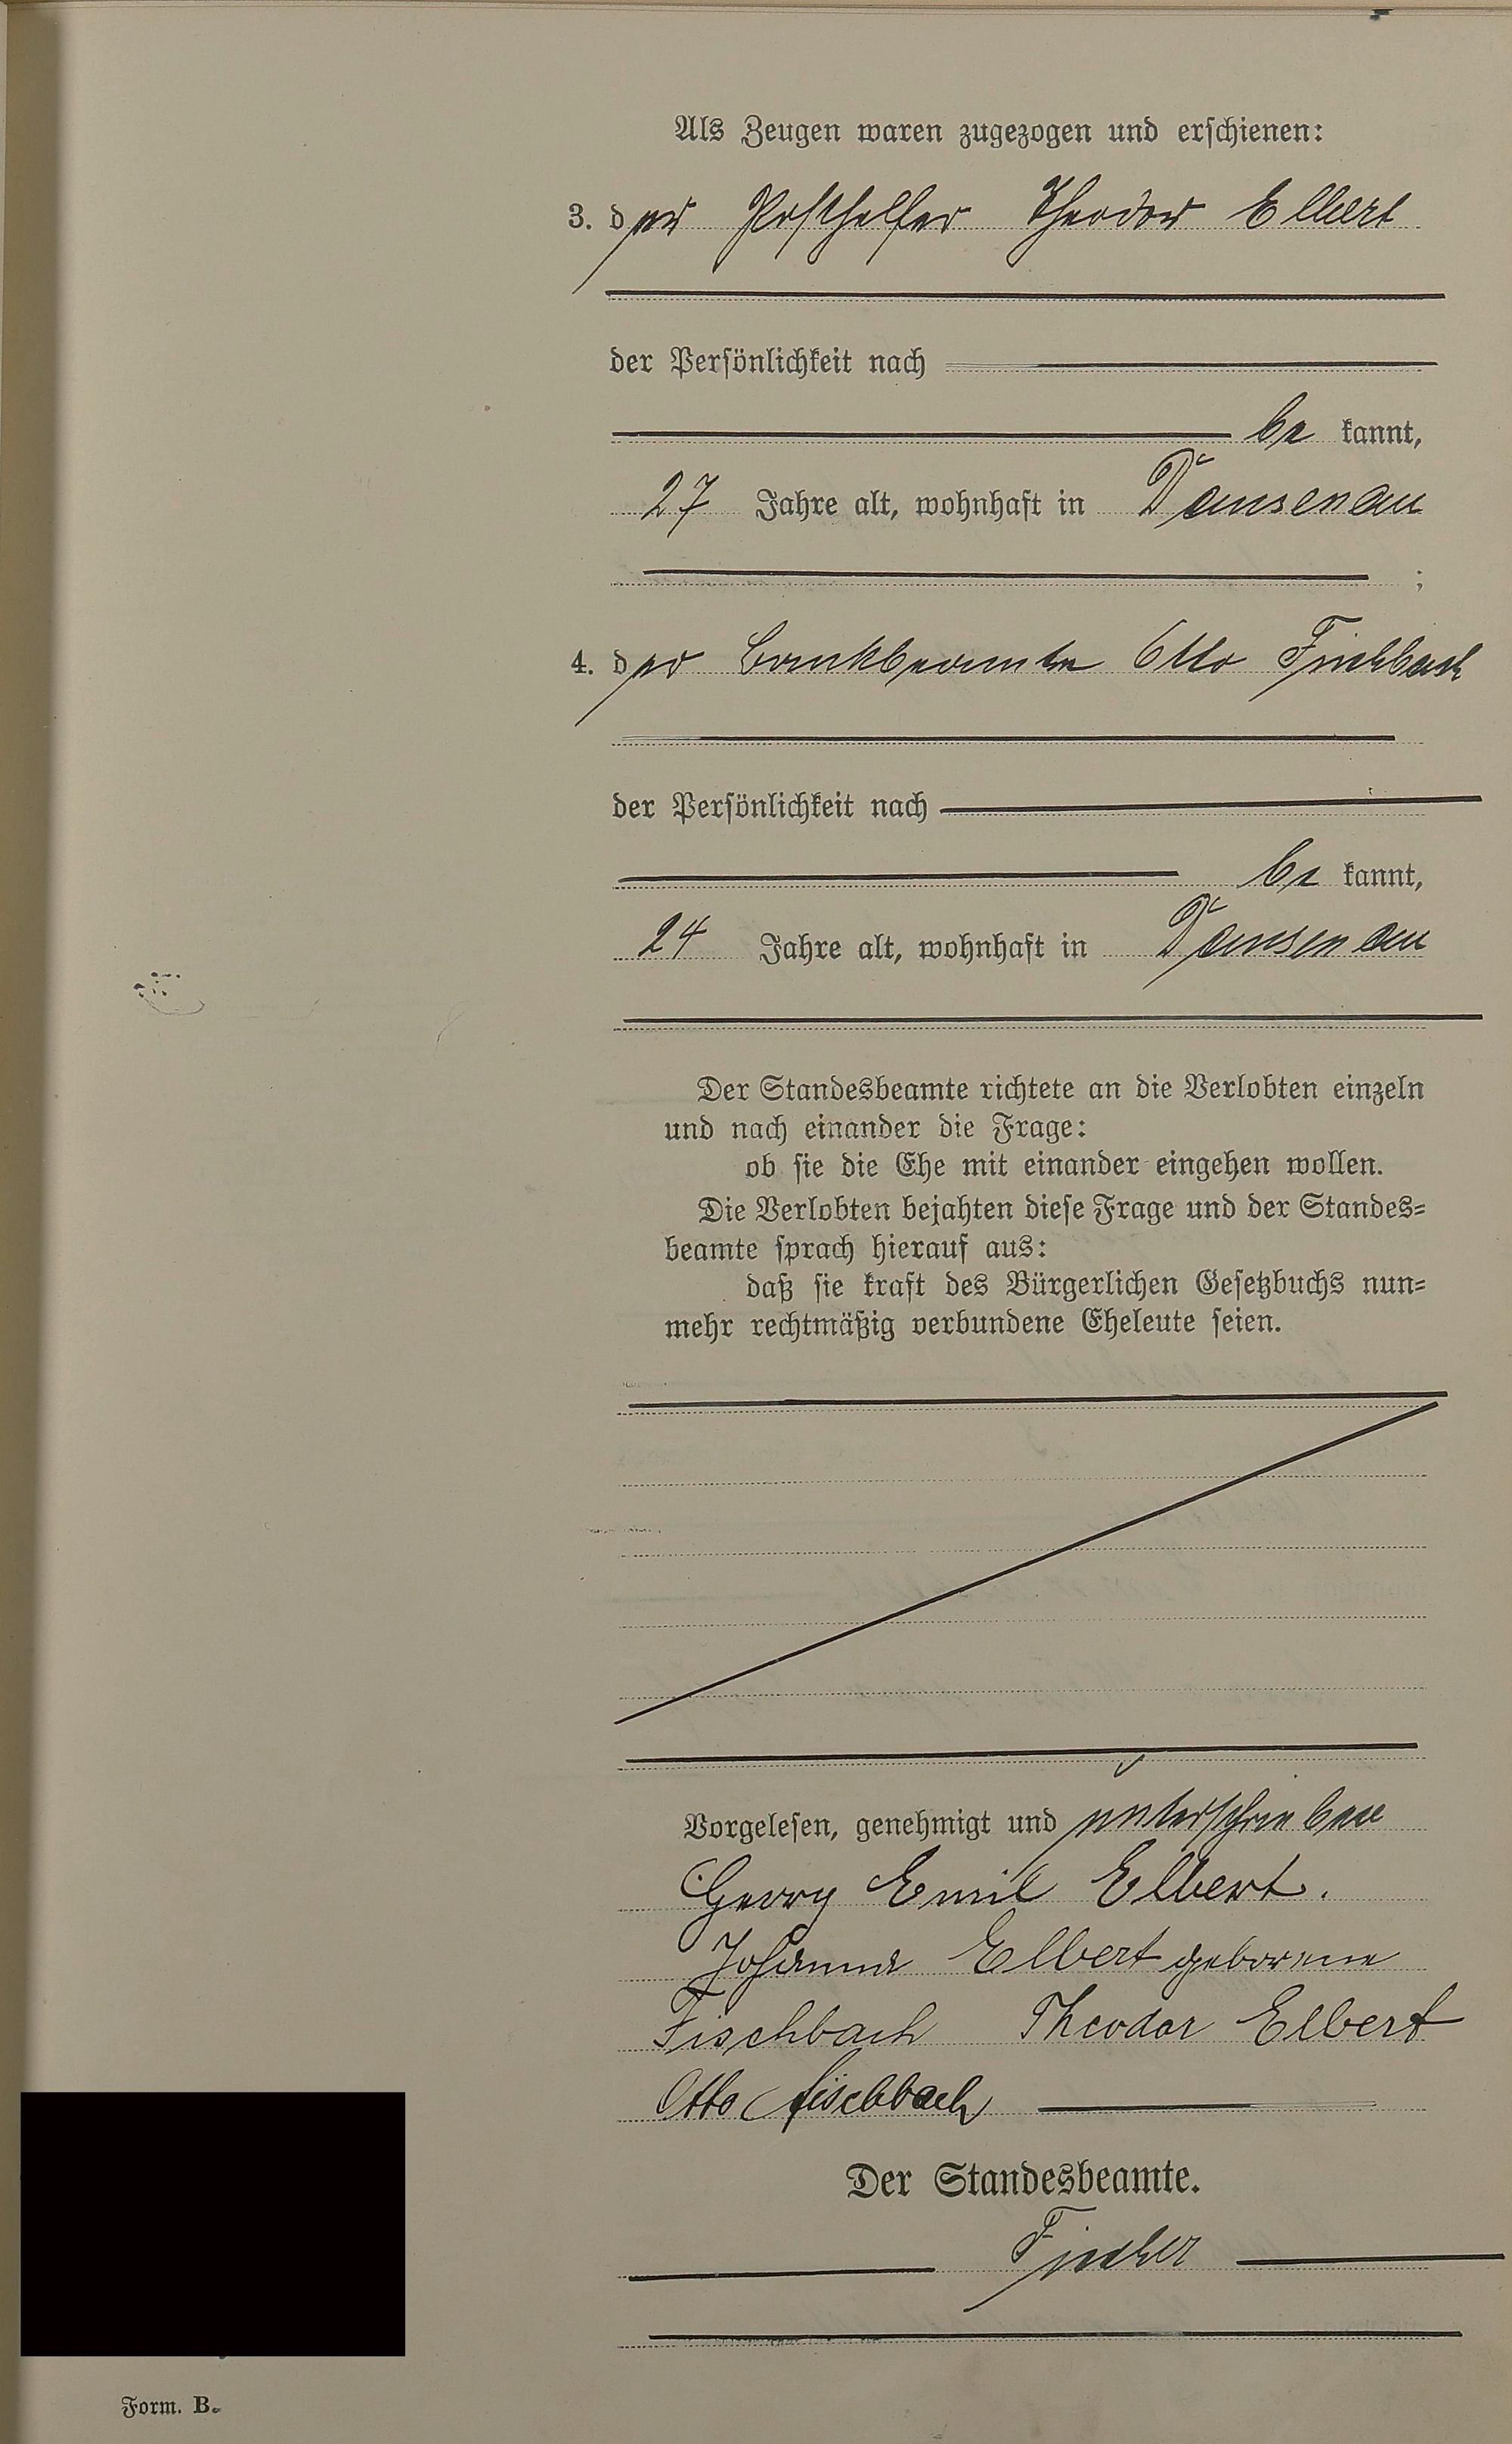 Als Zeugen waren zugezogen und erschienen:
3. der Posthelfer Theodor Elbert
der Persönlichkeit nach
be kannt,
27 Jahre alt, wohnhaft in Dausenau
;
4. der Bankbeamte Otto Fischbach
der Persönlichkeit nach
be kannt,
24 Jahre alt, wohnhaft in Dausenau
Der Standesbeamte richtete an die Verlobten einzeln
und nach einander die Frage:
ob sie die Ehe mit einander eingehen wollen.
Die Verlobten bejahten diese Frage und der Standes=
beamte sprach hierauf aus:
daß sie kraft des Bürgerlichen Gesetzbuchs nun=
mehr rechtmäßig verbundene Eheleute seien.
Vorgelesen, genehmigt und unterschrieben
Georg Emil Elbert.
Johanna Elbert geborene
Fischbach Theodor Elbert
Otto Fischbach
Der Standesbeamte.
Form. B.